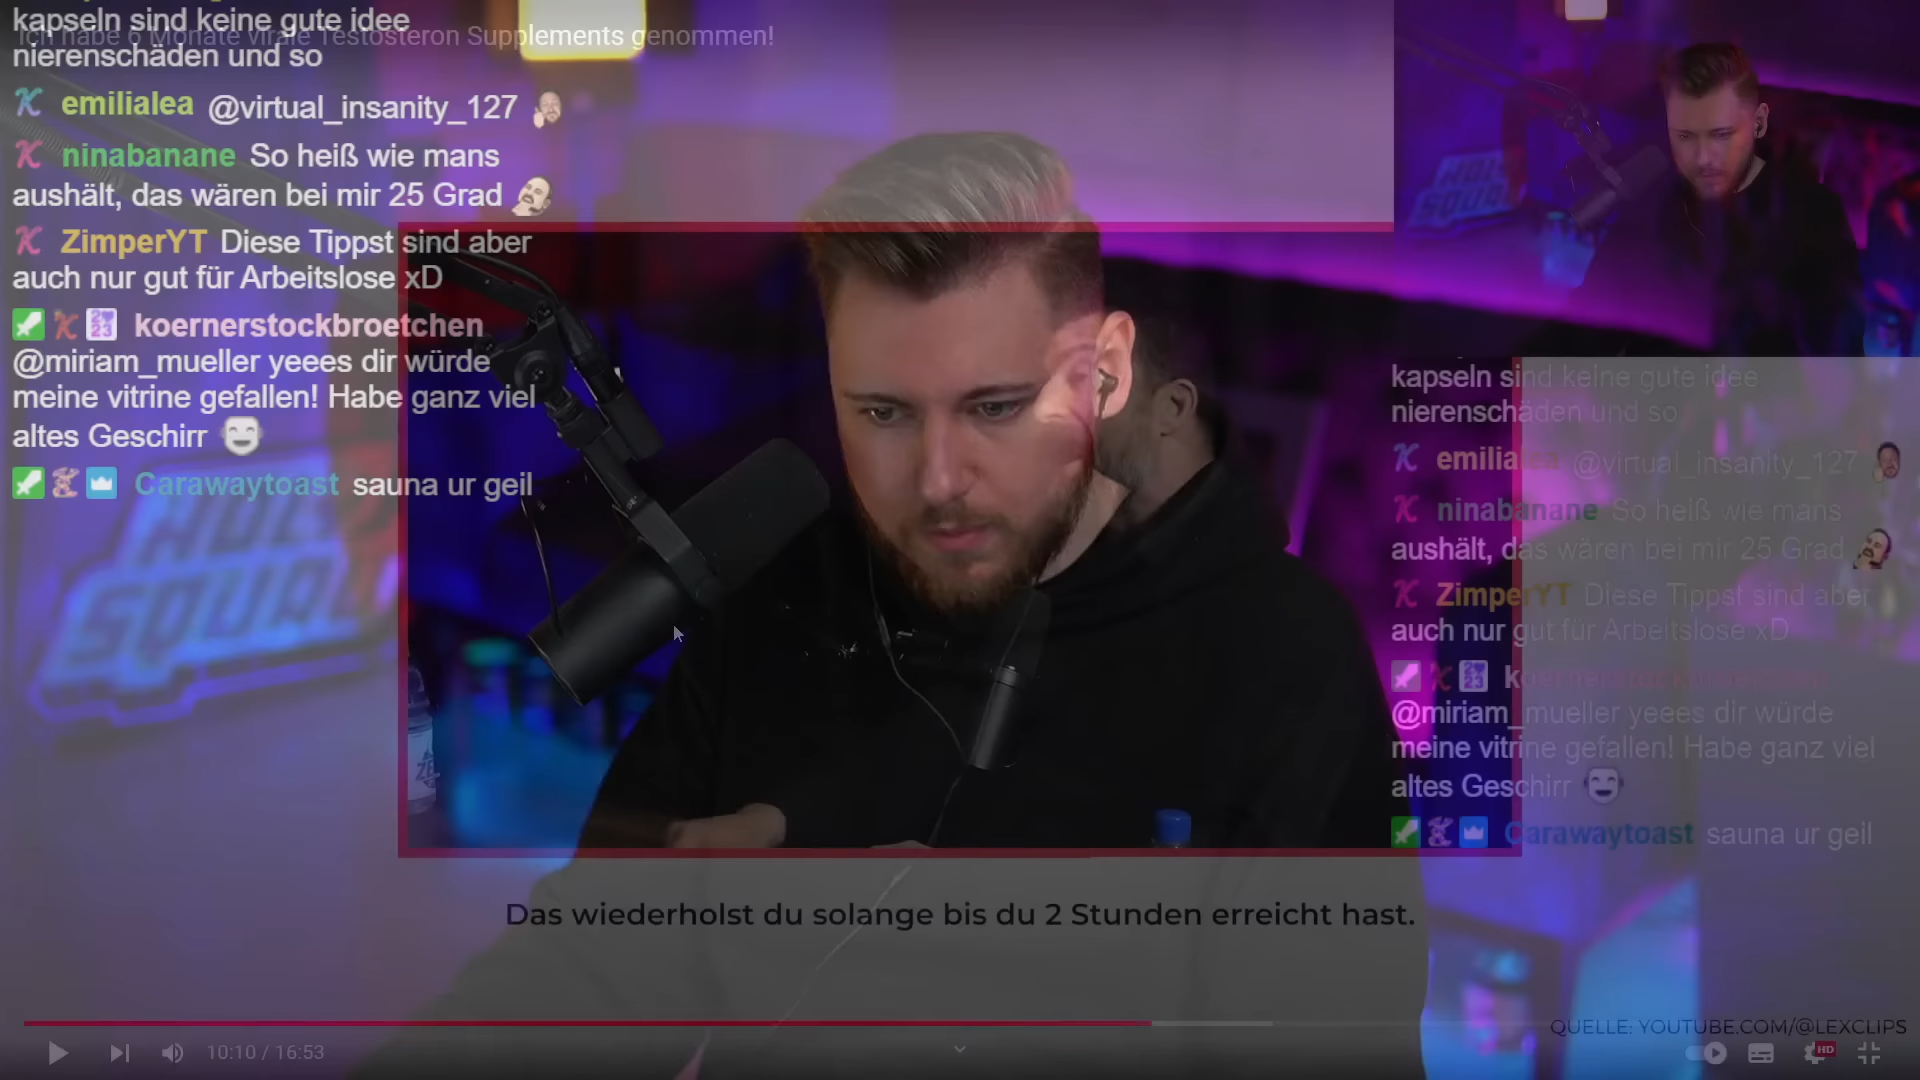 kapseln sind keine gute idee
Ich habe 6 Monate virale Testosteron Supplements genommen!
nierenschäden und so
emilialea @virtual_insanity_127
ninabanane So heiß wie mans
aushält, das wären bei mir 25 Grad
ZimperYT Diese Tippst sind aber
auch nur gut für Arbeitslose xD
koernerstockbroetchen
@miriam_mueller yeees dir würde
meine vitrine gefallen! Habe ganz viel
altes Geschirr
Carawaytoast sauna ur geil
HOLY
SQUAD
kapseln sind keine gute idee
nierenschäden und so
emilialea @virtual_insanity_127
ninabanane So heiß wie mans
aushält, das wären bei mir 25 Grad
ZimperYT Diese Tippst sind aber
auch nur gut für Arbeitslose xD
koernerstockbroetchen
@miriam_mueller yeees dir würde
meine vitrine gefallen! Habe ganz viel
altes Geschirr
Carawaytoast sauna ur geil
Das wiederholst du solange bis du 2 Stunden erreicht hast.
QUELLE: YOUTUBE.COM/@LEXCLIPS
10:10 / 16:53
HD